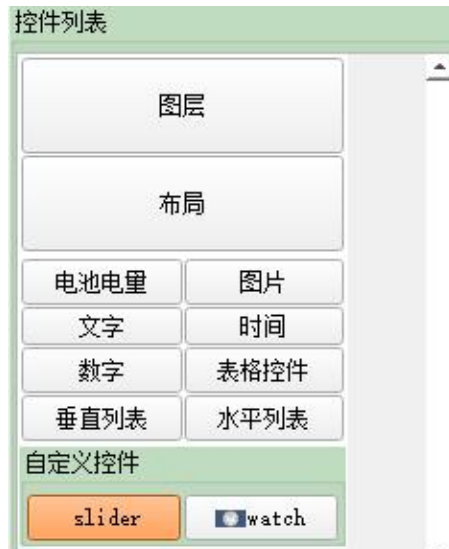 控件列表
图层
布局
电池电量 图片
文字 时间
数字 表格控件
垂直列表 水平列表
自定义控件
slider watch